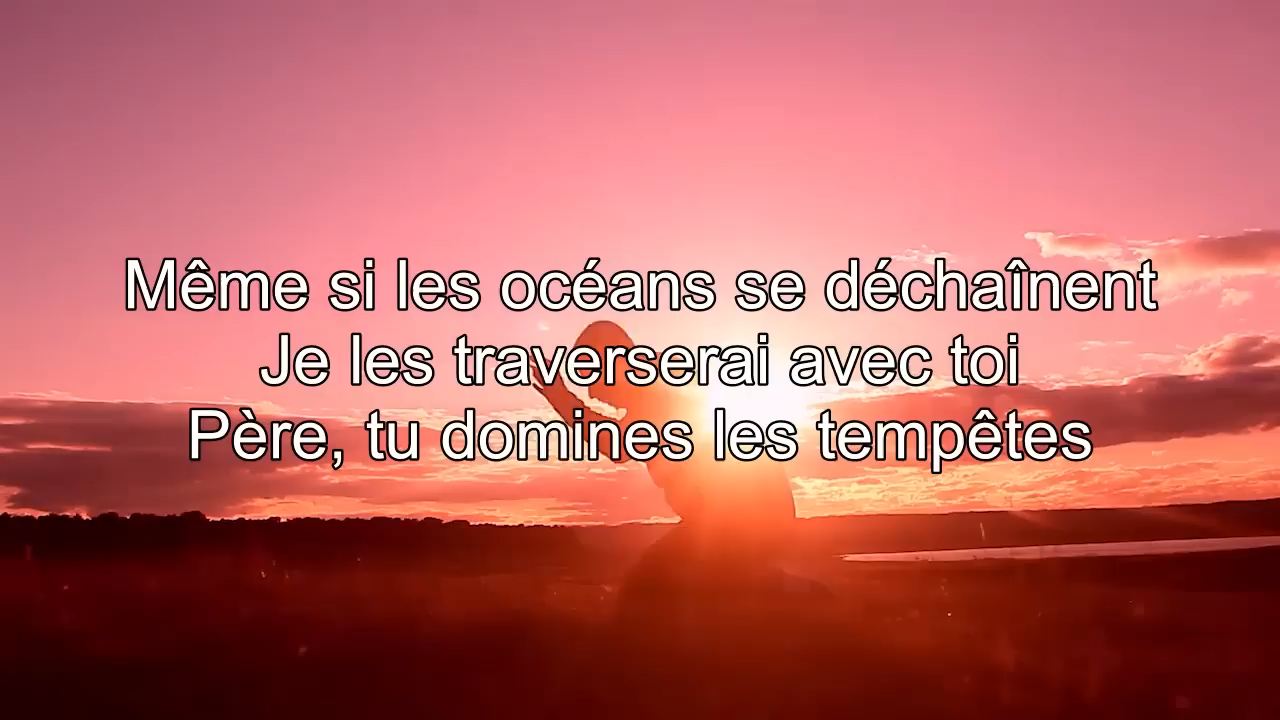 Même si les océans se déchaînent
Je les traverserai avec toi
Père, tu domines les tempêtes